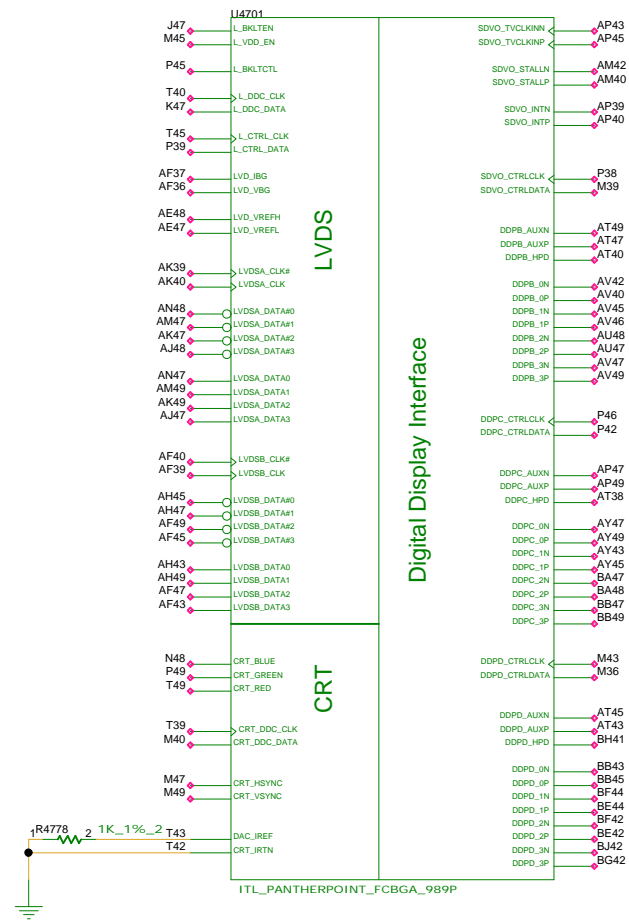 U4701
J47 L_BKLTEN SDVO_TVCLKINN AP43
M45 L_VDD_EN SDVO_TVCLKINP AP45
P45 L_BKLTCTL SDVO_STALLN AM42
SDVO_STALLP AM40
T40 L_DDC_CLK
K47 L_DDC_DATA SDVO_INTN AP39
SDVO_INTP AP40
T45 L_CTRL_CLK
P39 L_CTRL_DATA
AF37 LVD_IBG SDVO_CTRLCLK P38
AF36 LVD_VBG SDVO_CTRLDATA M39
AE48 LVD_VREFH
AE47 LVD_VREFL DDPB_AUXN AT49
DDPB_AUXP AT47
DDPB_HPD AT40
LVDS
AK39 LVDSA_CLK#
AK40 LVDSA_CLK DDPB_0N AV42
DDPB_0P AV40
AN48 LVDSA_DATA#0 DDPB_1N AV45
AM47 LVDSA_DATA#1 DDPB_1P AV46
AK47 LVDSA_DATA#2 DDPB_2N AU48
AJ48 LVDSA_DATA#3 DDPB_2P AU47
DDPB_3N AV47
AN47 LVDSA_DATA0 DDPB_3P AV49
AM49 LVDSA_DATA1
AK49 LVDSA_DATA2
AJ47 LVDSA_DATA3 DDPC_CTRLCLK P46
DDPC_CTRLDATA P42
Digital Display Interface
AF40 LVDSB_CLK#
AF39 LVDSB_CLK DDPC_AUXN AP47
DDPC_AUXP AP49
AH45 LVDSB_DATA#0 DDPC_HPD AT38
AH47 LVDSB_DATA#1
AF49 LVDSB_DATA#2 DDPC_0N AY47
AF45 LVDSB_DATA#3 DDPC_0P AY49
DDPC_1N AY43
AH43 LVDSB_DATA0 DDPC_1P AY45
AH49 LVDSB_DATA1 DDPC_2N BA47
AF47 LVDSB_DATA2 DDPC_2P BA48
AF43 LVDSB_DATA3 DDPC_3N BB47
DDPC_3P BB49
N48 CRT_BLUE DDPD_CTRLCLK M43
P49 CRT_GREEN DDPD_CTRLDATA M36
T49 CRT_RED
CRT
DDPD_AUXN AT45
T39 CRT_DDC_CLK DDPD_AUXP AT43
M40 CRT_DDC_DATA DDPD_HPD BH41
DDPD_0N BB43
M47 CRT_HSYNC DDPD_0P BB45
M49 CRT_VSYNC DDPD_1N BF44
DDPD_1P BE44
DDPD_2N BF42
1 R4778 2 1K_1%_2 T43 DAC_IREF DDPD_2P BE42
T42 CRT_IRTN DDPD_3N BJ42
DDPD_3P BG42
ITL_PANTHERPOINT_FCBGA_989P